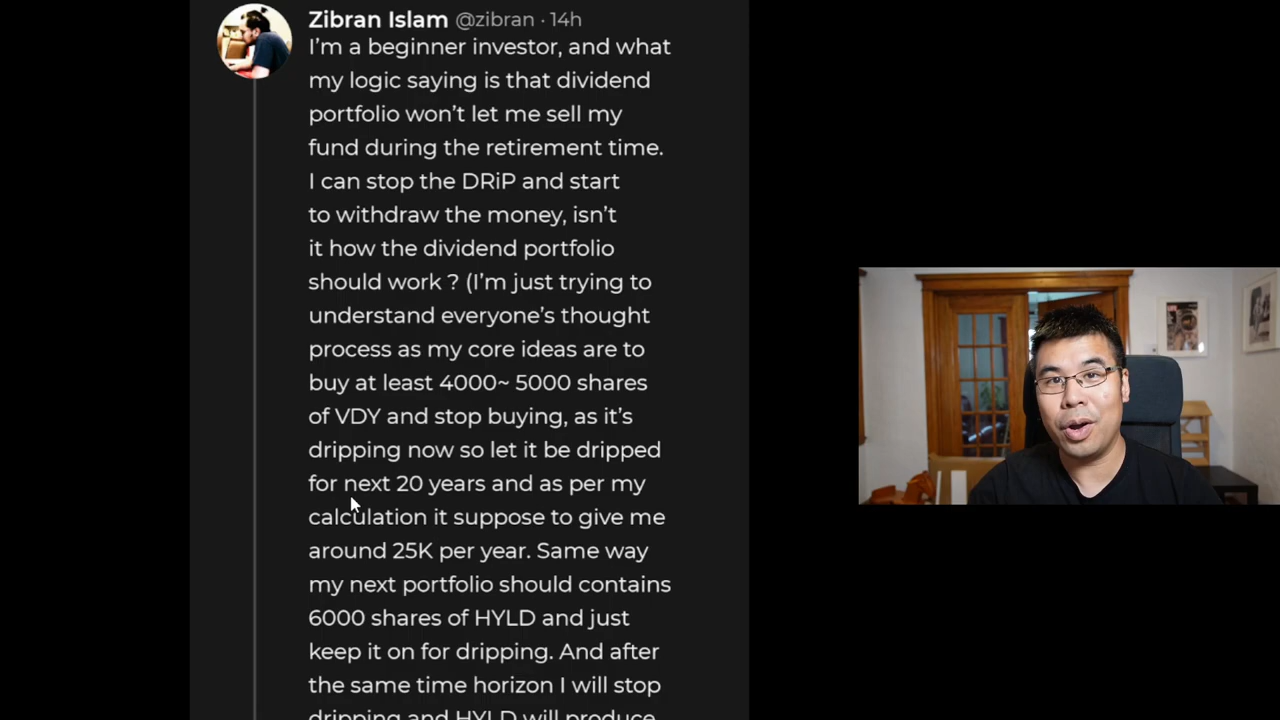 Zibran Islam @zibran · 14h
I'm a beginner investor, and what
my logic saying is that dividend
portfolio won't let me sell my
fund during the retirement time.
I can stop the DRiP and start
to withdraw the money, isn't
it how the dividend portfolio
should work ? (I'm just trying to
understand everyone's thought
process as my core ideas are to
buy at least 4000~ 5000 shares
of VDY and stop buying, as it's
dripping now so let it be dripped
for next 20 years and as per my
calculation it suppose to give me
around 25K per year. Same way
my next portfolio should contains
6000 shares of HYLD and just
keep it on for dripping. And after
the same time horizon I will stop
dripping and HYLD will produce